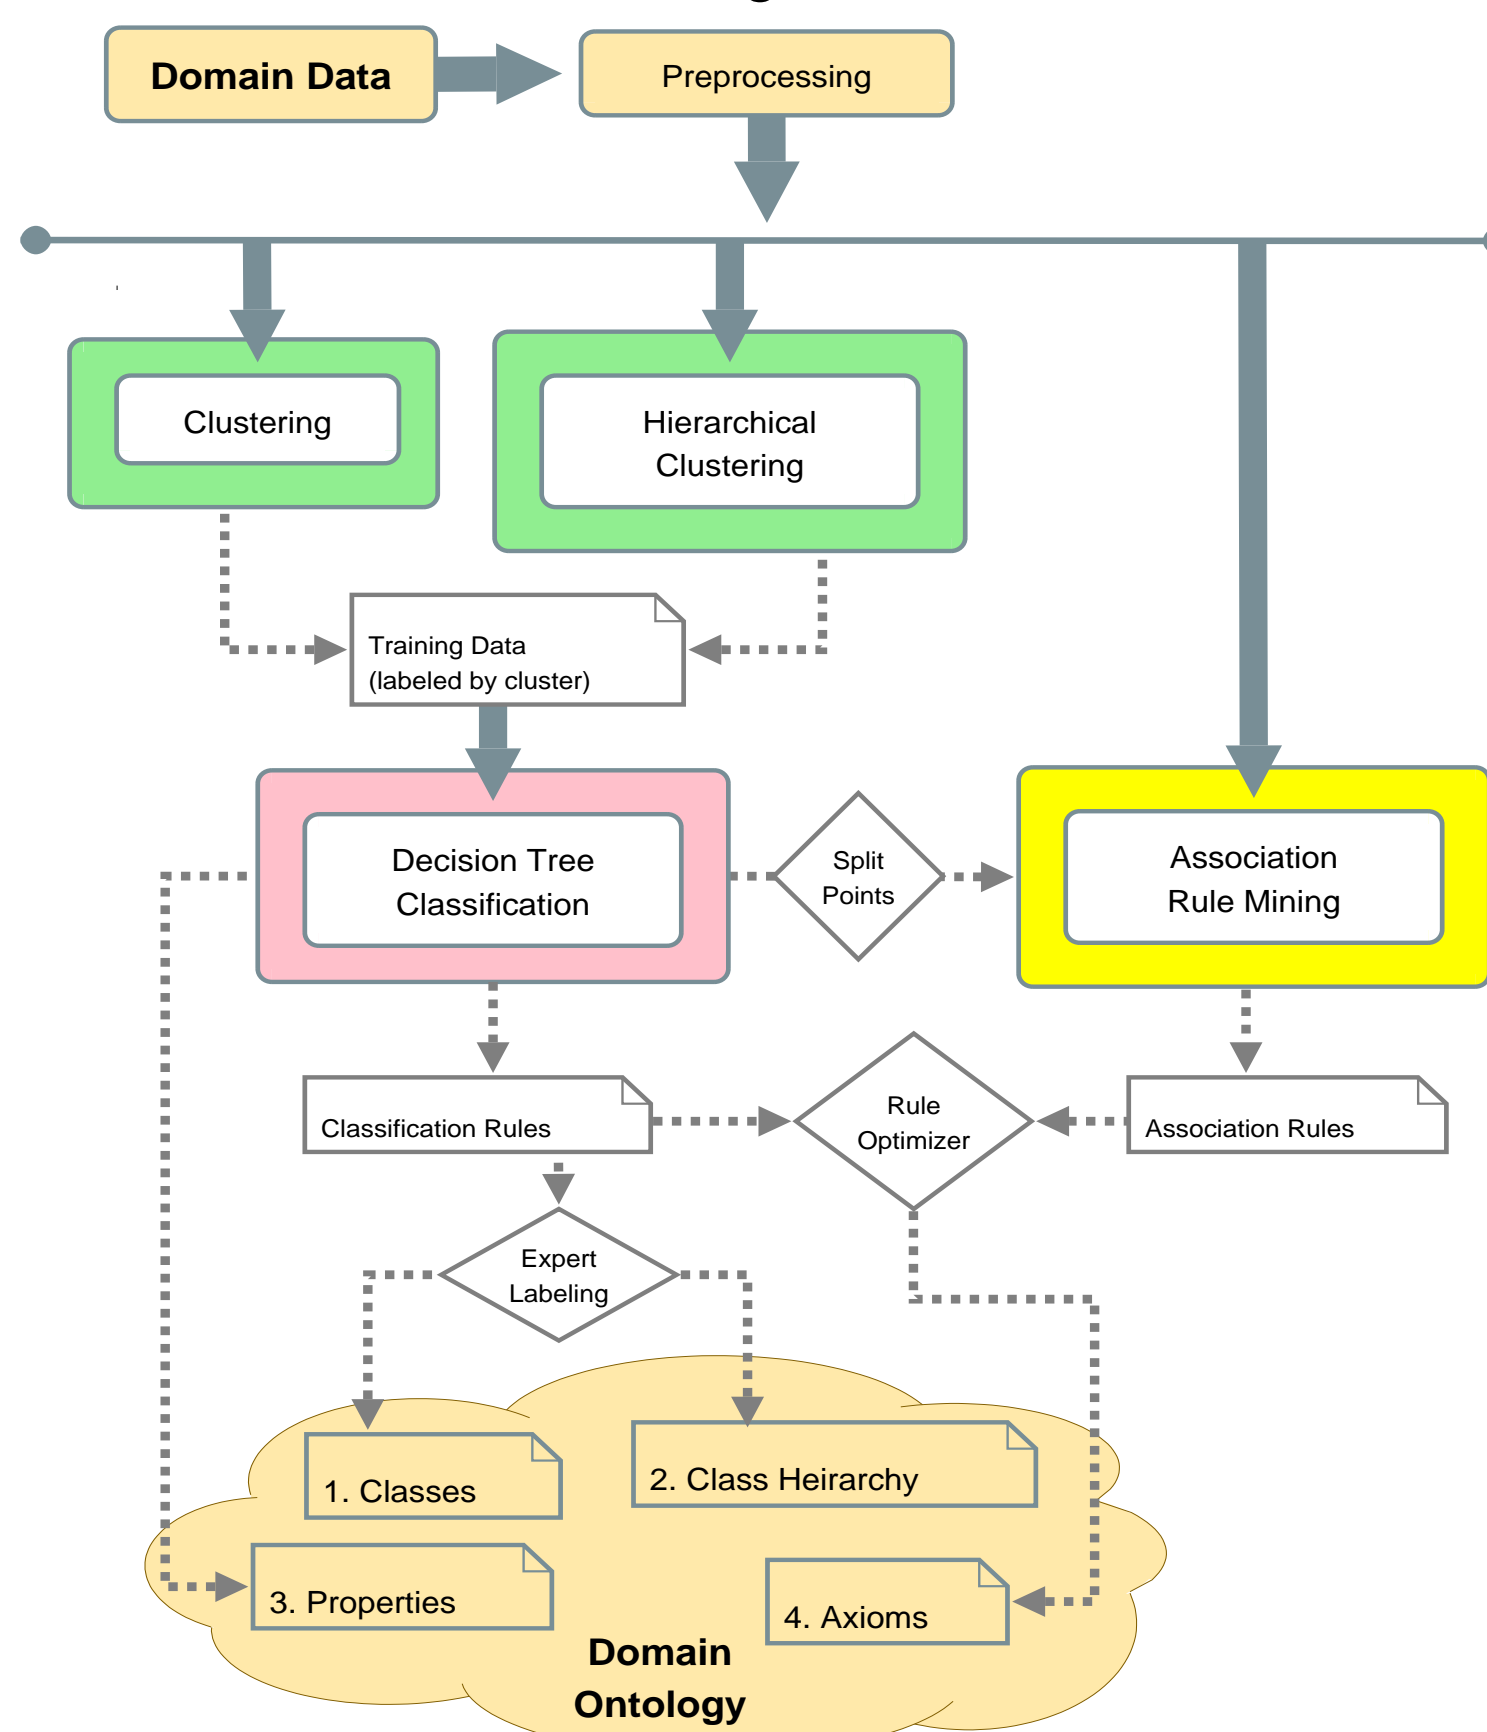 Domain Data
Preprocessing
Clustering
Hierarchical
Clustering
Training Data
(labeled by cluster)
Decision Tree
Classification
Split
Points
Association
Rule Mining
Classification Rules
Rule
Optimizer
Association Rules
Expert
Labeling
1. Classes
2. Class Heirarchy
3. Properties
4. Axioms
Domain
Ontology